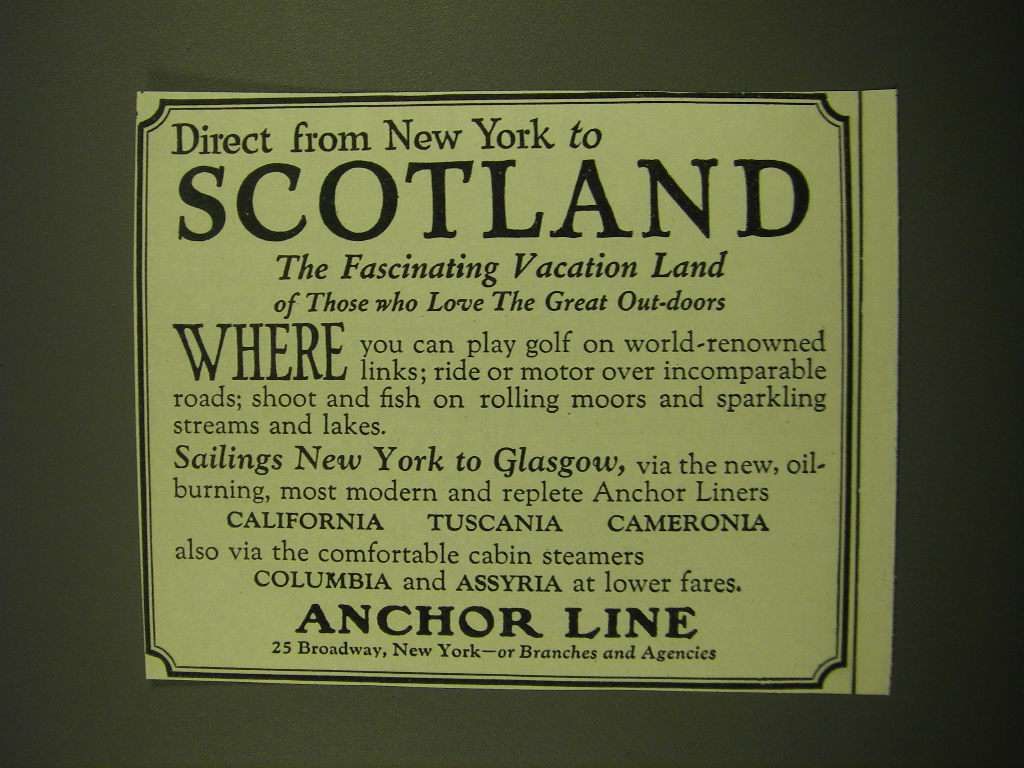 Direct from New York to
SCOTLAND
The Fascinating Vacation Land
of Those who Love The Great Out-doors
WHERE you can play golf on world-renowned
links; ride or motor over incomparable
roads; shoot and fish on rolling moors and sparkling
streams and lakes.
Sailings New York to Glasgow, via the new, oil-
burning, most modern and replete Anchor Liners
CALIFORNIA TUSCANIA CAMERONIA
also via the comfortable cabin steamers
COLUMBIA and ASSYRIA at lower fares.
ANCHOR LINE
25 Broadway, New York—or Branches and Agencies